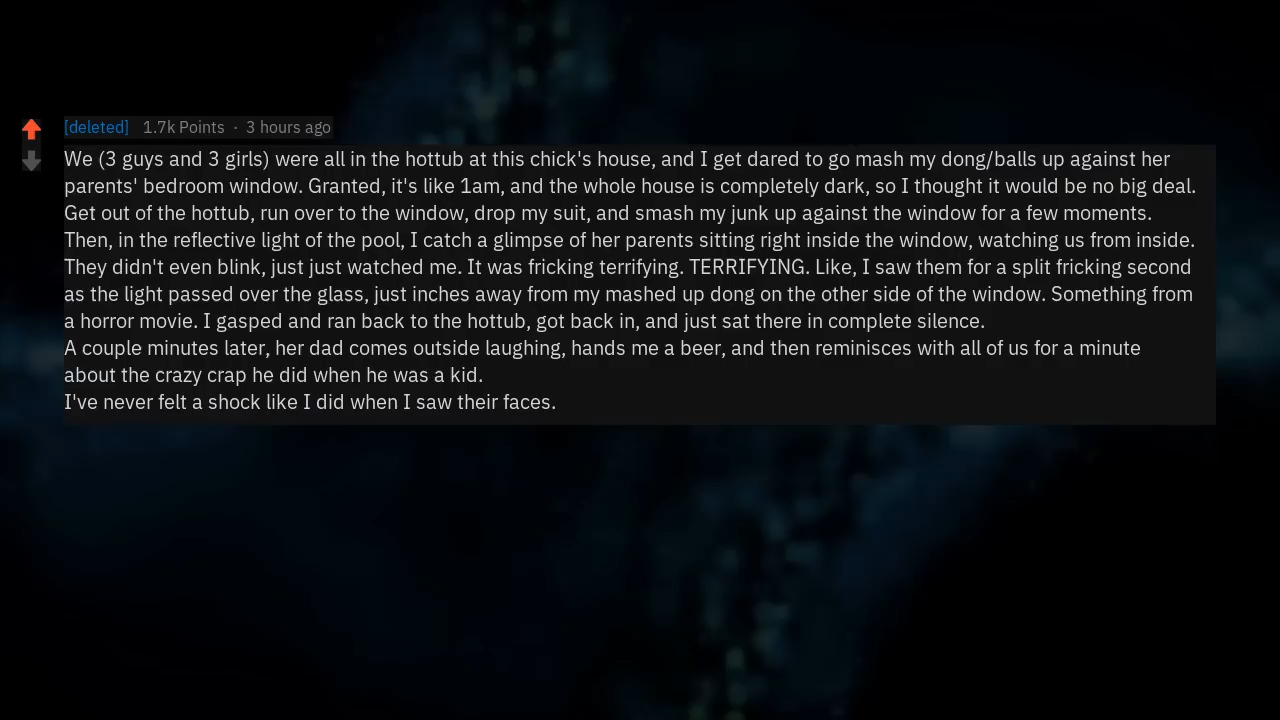 [deleted] 1.7k Points · 3 hours ago
We (3 guys and 3 girls) were all in the hottub at this chick's house, and I get dared to go mash my dong/balls up against her
parents' bedroom window. Granted, it's like 1am, and the whole house is completely dark, so I thought it would be no big deal.
Get out of the hottub, run over to the window, drop my suit, and smash my junk up against the window for a few moments.
Then, in the reflective light of the pool, I catch a glimpse of her parents sitting right inside the window, watching us from inside.
They didn't even blink, just just watched me. It was fricking terrifying. TERRIFYING. Like, I saw them for a split fricking second
as the light passed over the glass, just inches away from my mashed up dong on the other side of the window. Something from
a horror movie. I gasped and ran back to the hottub, got back in, and just sat there in complete silence.
A couple minutes later, her dad comes outside laughing, hands me a beer, and then reminisces with all of us for a minute
about the crazy crap he did when he was a kid.
I've never felt a shock like I did when I saw their faces.